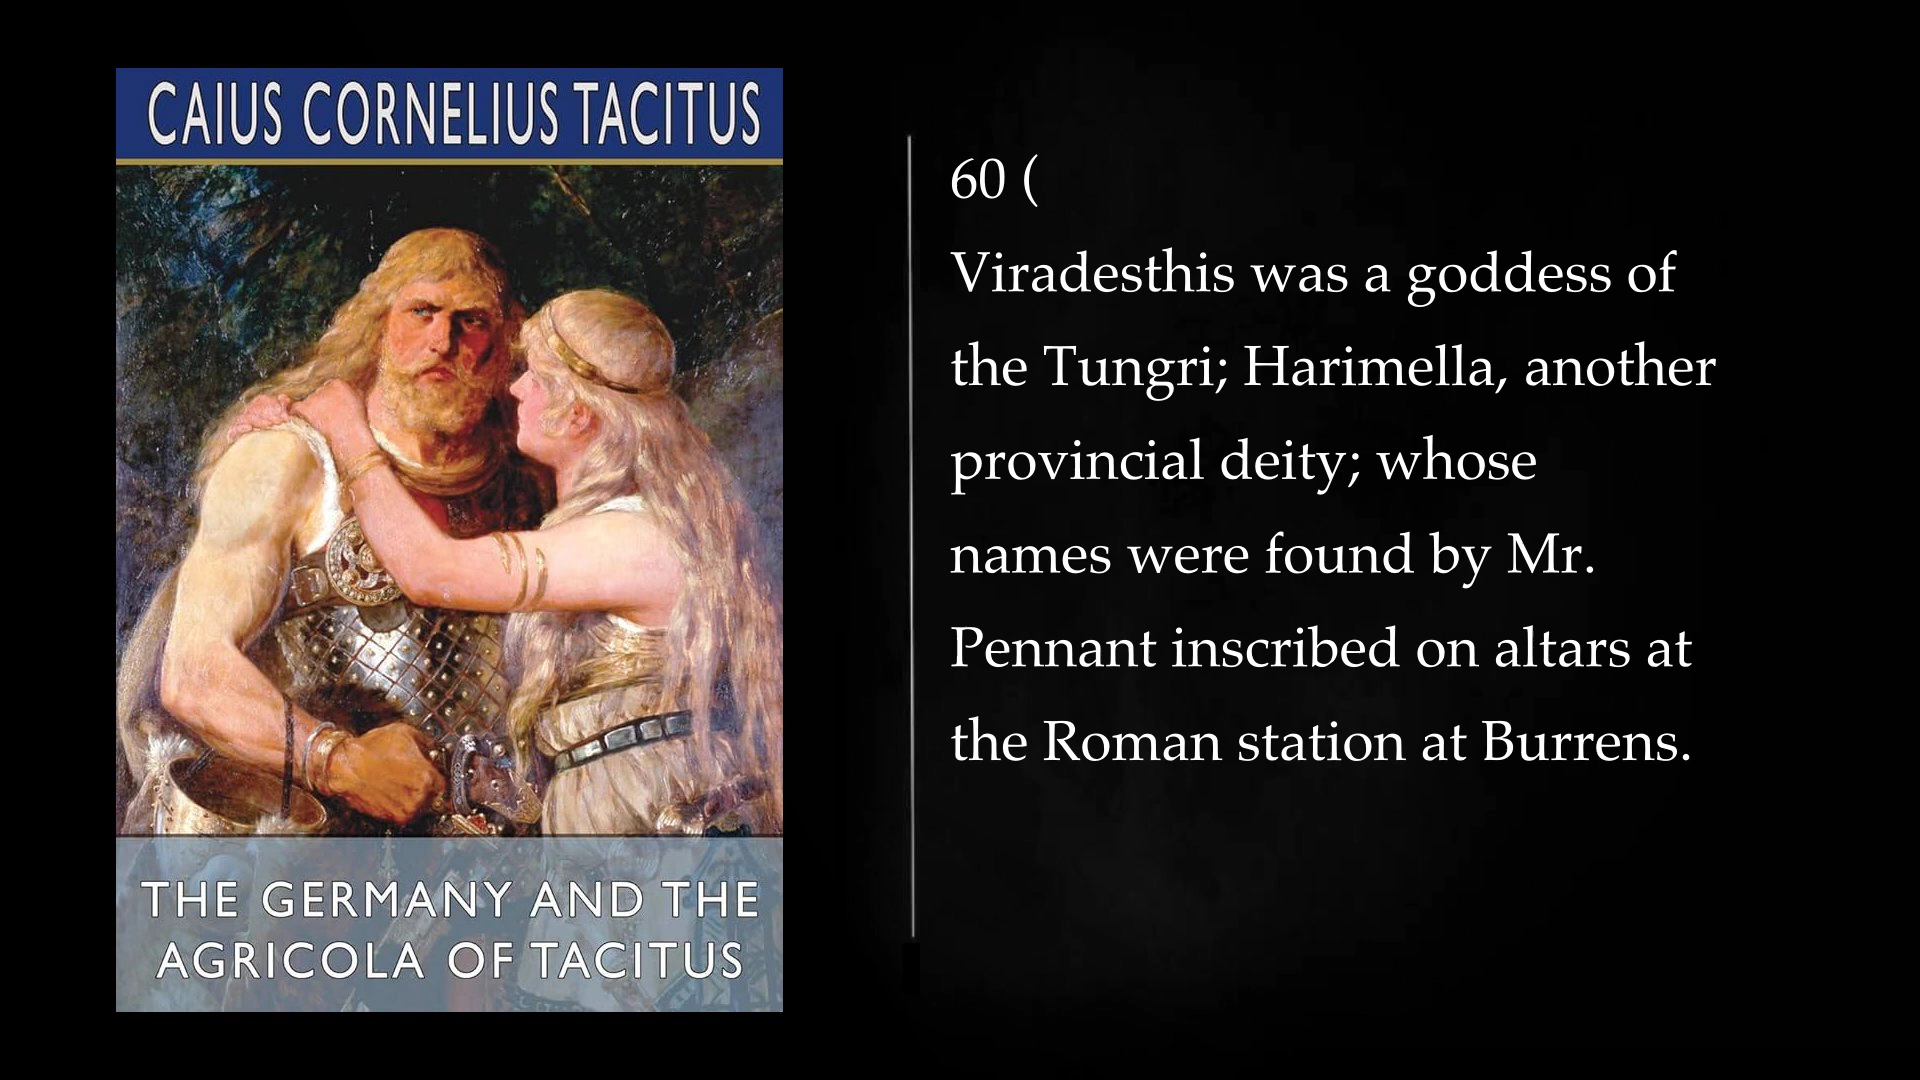 CAIUS CORNELIUS TACITUS
THE GERMANY AND THE
AGRICOLA OF TACITUS
60 (
Viradesthis was a goddess of
the Tungri; Harimella, another
provincial deity; whose
names were found by Mr.
Pennant inscribed on altars at
the Roman station at Burrens.